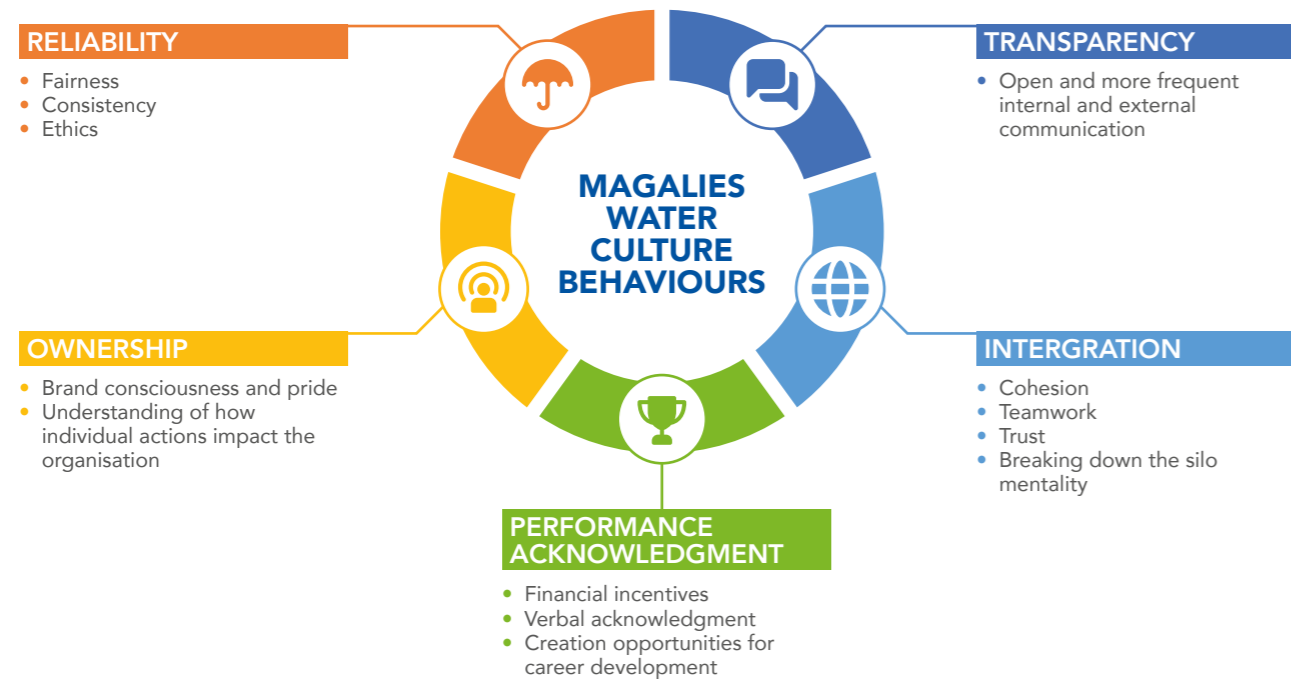 RELIABILITY
• Fairness
• Consistency
• Ethics
TRANSPARENCY
• Open and more frequent
internal and external
communication
MAGALIES
WATER
CULTURE
BEHAVIOURS
OWNERSHIP
• Brand consciousness and pride
• Understanding of how
individual actions impact the
organisation
INTERGRATION
• Cohesion
• Teamwork
• Trust
• Breaking down the silo
mentality
PERFORMANCE
ACKNOWLEDGMENT
• Financial incentives
• Verbal acknowledgment
• Creation opportunities for
career development